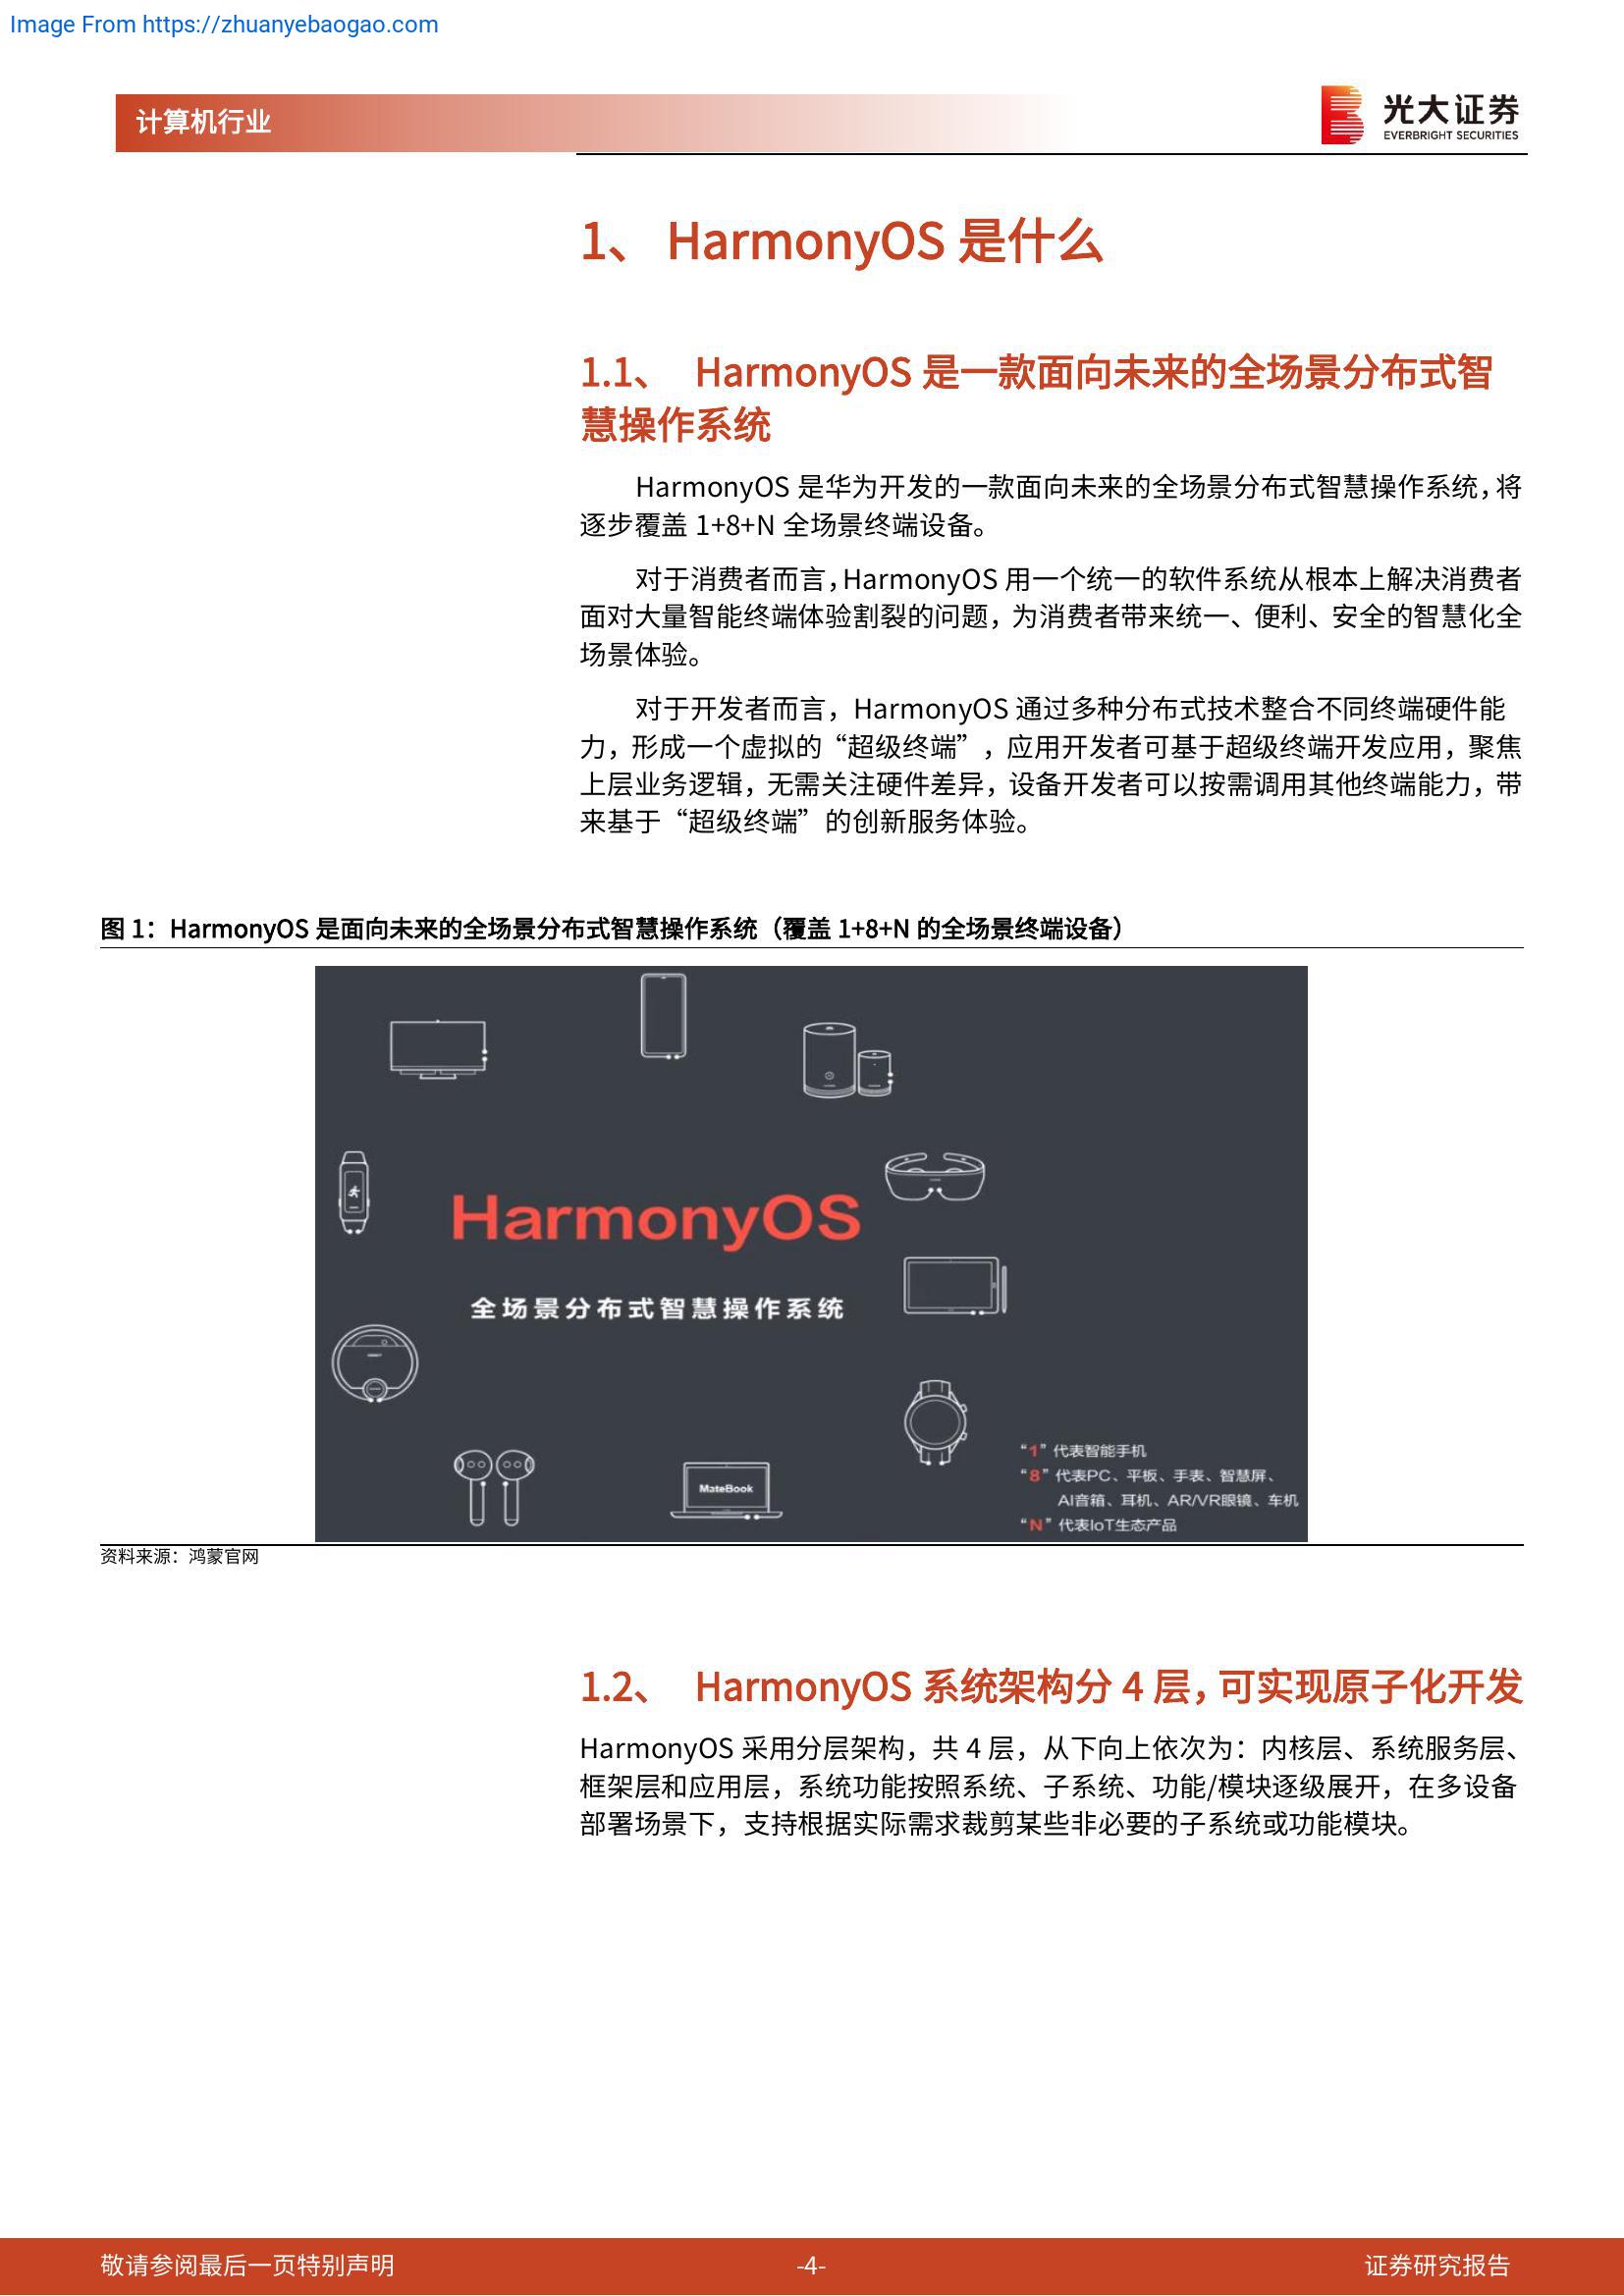 Image From https://zhuanyebaogao.com
计算机行业
光大证券
EVERBRIGHT SECURITIES
1、 HarmonyOS 是什么
1.1、 HarmonyOS 是一款面向未来的全场景分布式智
慧操作系统
HarmonyOS 是华为开发的一款面向未来的全场景分布式智慧操作系统，将
逐步覆盖 1+8+N 全场景终端设备。
对于消费者而言，HarmonyOS 用一个统一的软件系统从根本上解决消费者
面对大量智能终端体验割裂的问题，为消费者带来统一、便利、安全的智慧化全
场景体验。
对于开发者而言，HarmonyOS 通过多种分布式技术整合不同终端硬件能
力，形成一个虚拟的“超级终端”，应用开发者可基于超级终端开发应用，聚焦
上层业务逻辑，无需关注硬件差异，设备开发者可以按需调用其他终端能力，带
来基于“超级终端”的创新服务体验。
图 1：HarmonyOS 是面向未来的全场景分布式智慧操作系统（覆盖 1+8+N 的全场景终端设备）
HarmonyOS
全场景分布式智慧操作系统
MateBook
“1”代表智能手机
“8”代表PC、平板、手表、智慧屏、
AI音箱、耳机、AR/VR眼镜、车机
“N”代表IoT生态产品
资料来源：鸿蒙官网
1.2、 HarmonyOS 系统架构分 4 层，可实现原子化开发
HarmonyOS 采用分层架构，共 4 层，从下向上依次为：内核层、系统服务层、
框架层和应用层，系统功能按照系统、子系统、功能/模块逐级展开，在多设备
部署场景下，支持根据实际需求裁剪某些非必要的子系统或功能模块。
敬请参阅最后一页特别声明
-4-
证券研究报告